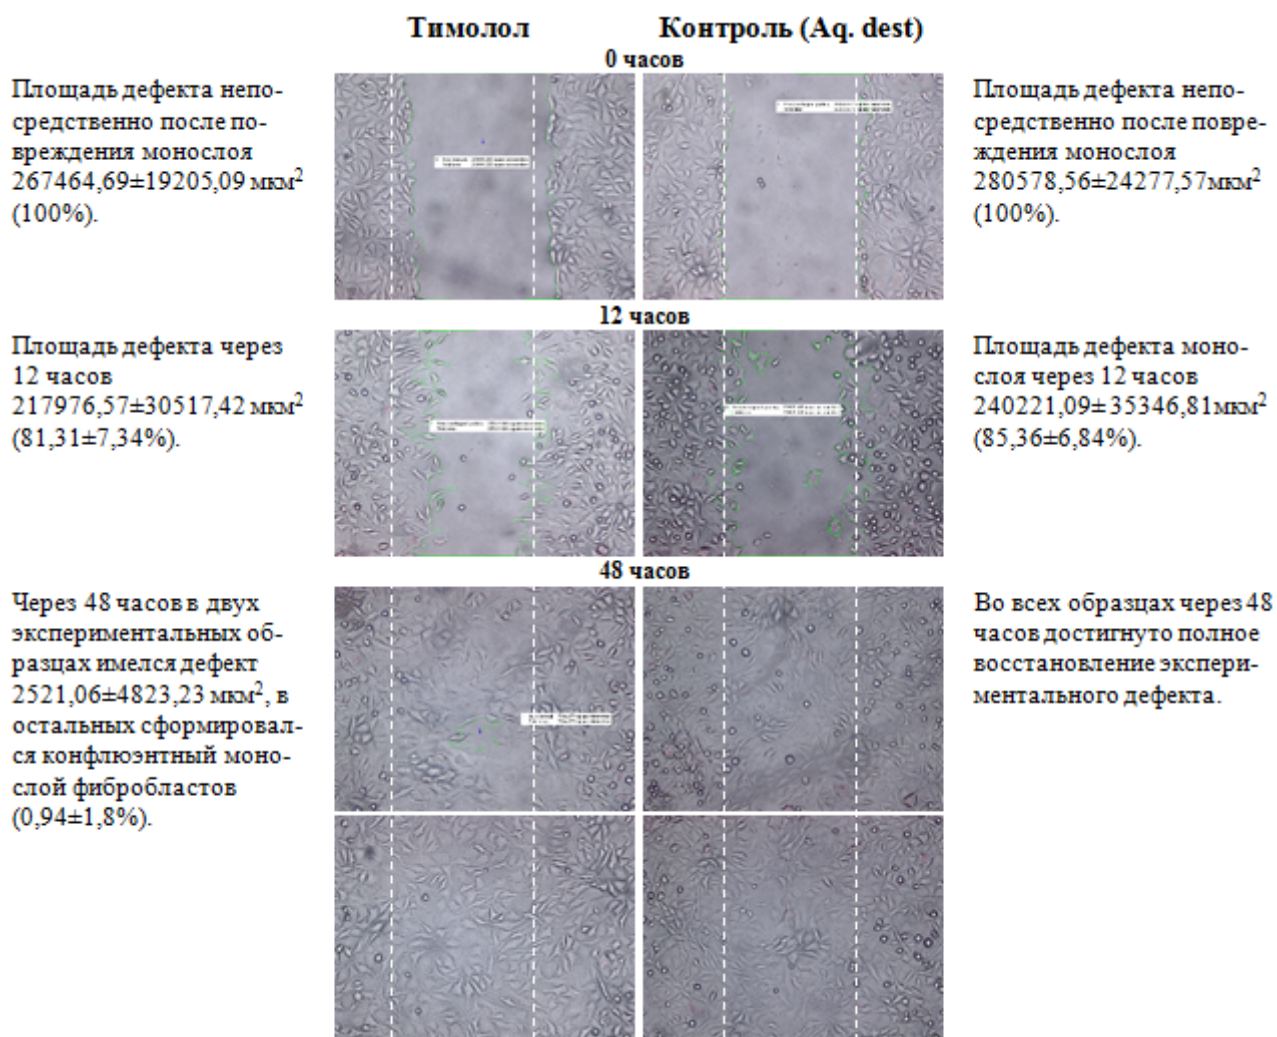 Тимолол
Контроль (Aq. dest)
0 часов
Площадь дефекта непо-
средственно после по-
вреждения монослоя
267464,69±19205,09 мкм²
(100%).
Площадь дефекта непо-
средственно после повре-
ждения монослоя
280578,56±24277,57мкм²
(100%).
12 часов
Площадь дефекта через
12 часов
217976,57±30517,42 мкм²
(81,31±7,34%).
Площадь дефекта моно-
слоя через 12 часов
240221,09±35346,81мкм²
(85,36±6,84%).
48 часов
Через 48 часов в двух
экспериментальных об-
разцах имелся дефект
2521,06±4823,23 мкм², в
остальных сформировал-
ся конфлюэнтный моно-
слой фибробластов
(0,94±1,8%).
Во всех образцах через 48
часов достигнуто полное
восстановление экспери-
ментального дефекта.